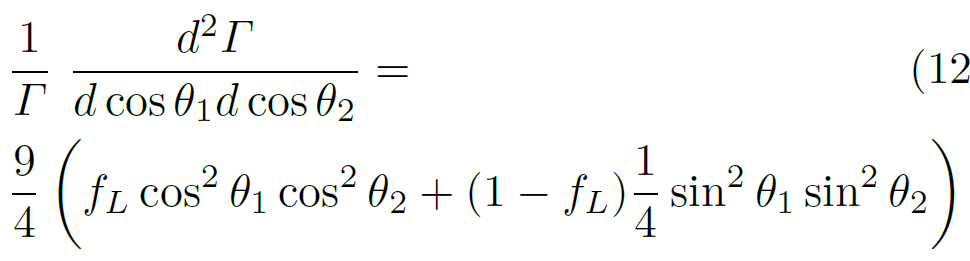 \frac{1}{\Gamma} \frac{d^2\Gamma}{d\cos\theta_1 d\cos\theta_2} = (12
\frac{9}{4} \left( f_L \cos^2\theta_1 \cos^2\theta_2 + (1 - f_L) \frac{1}{4} \sin^2\theta_1 \sin^2\theta_2 \right)